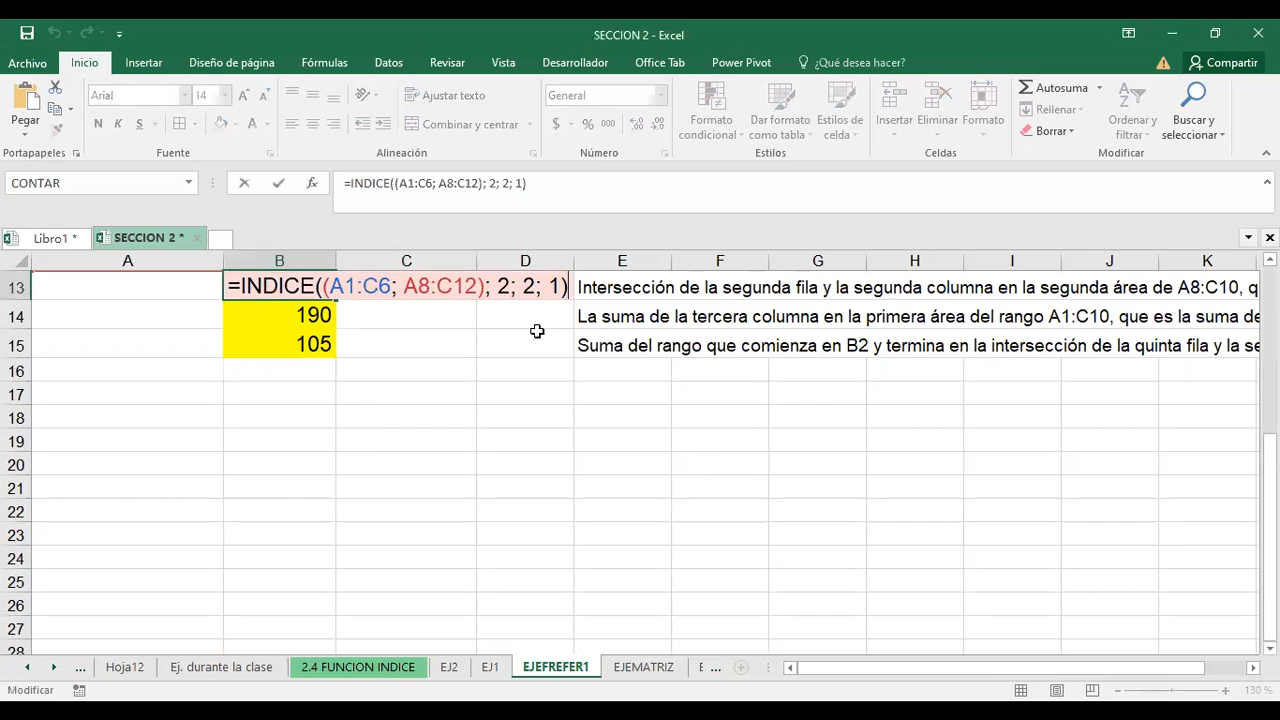 SECCION 2 - Excel
Archivo Inicio Insertar Diseño de página Fórmulas Datos Revisar Vista Desarrollador Office Tab Power Pivot ¿Qué desea hacer? Compartir
Pegar
Arial 14
N K S
Ajustar texto
Combinar y centrar
General
$ % 000
Formato condicional
Dar formato como tabla
Estilos de celda
Insertar Eliminar Formato
Autosuma
Rellenar
Borrar
Ordenar y filtrar
Buscar y seleccionar
Portapapeles Fuente Alineación Número Estilos Celdas Modificar
CONTAR fx =INDICE((A1:C6; A8:C12); 2; 2; 1)
Libro1 * SECCION 2 *
A B C D E F G H I J K
13 =INDICE((A1:C6; A8:C12); 2; 2; 1) Intersección de la segunda fila y la segunda columna en la segunda área de A8:C10, q
14 190 La suma de la tercera columna en la primera área del rango A1:C10, que es la suma de
15 105 Suma del rango que comienza en B2 y termina en la intersección de la quinta fila y la se
16
17
18
19
20
21
22
23
24
25
26
27
28
... Hoja12 Ej. durante la clase 2.4 FUNCION INDICE EJ2 EJ1 EJEFREFER1 EJEMATRIZ E ...
Modificar 130 %